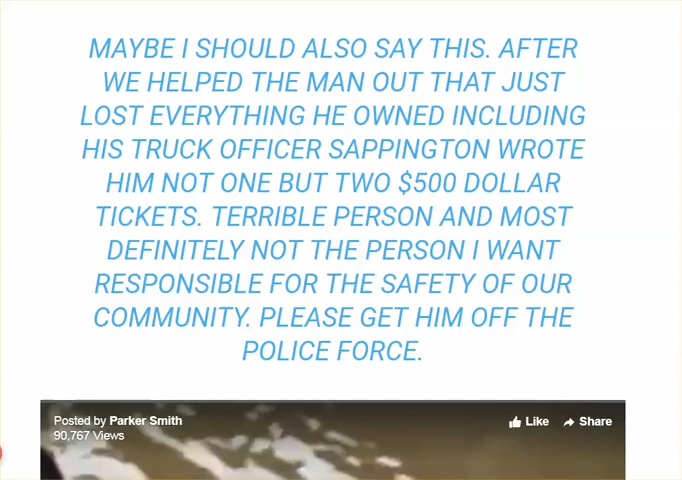 MAYBE I SHOULD ALSO SAY THIS. AFTER
WE HELPED THE MAN OUT THAT JUST
LOST EVERYTHING HE OWNED INCLUDING
HIS TRUCK OFFICER SAPPINGTON WROTE
HIM NOT ONE BUT TWO $500 DOLLAR
TICKETS. TERRIBLE PERSON AND MOST
DEFINITELY NOT THE PERSON I WANT
RESPONSIBLE FOR THE SAFETY OF OUR
COMMUNITY. PLEASE GET HIM OFF THE
POLICE FORCE.
Posted by Parker Smith
90,767 Views
Like Share